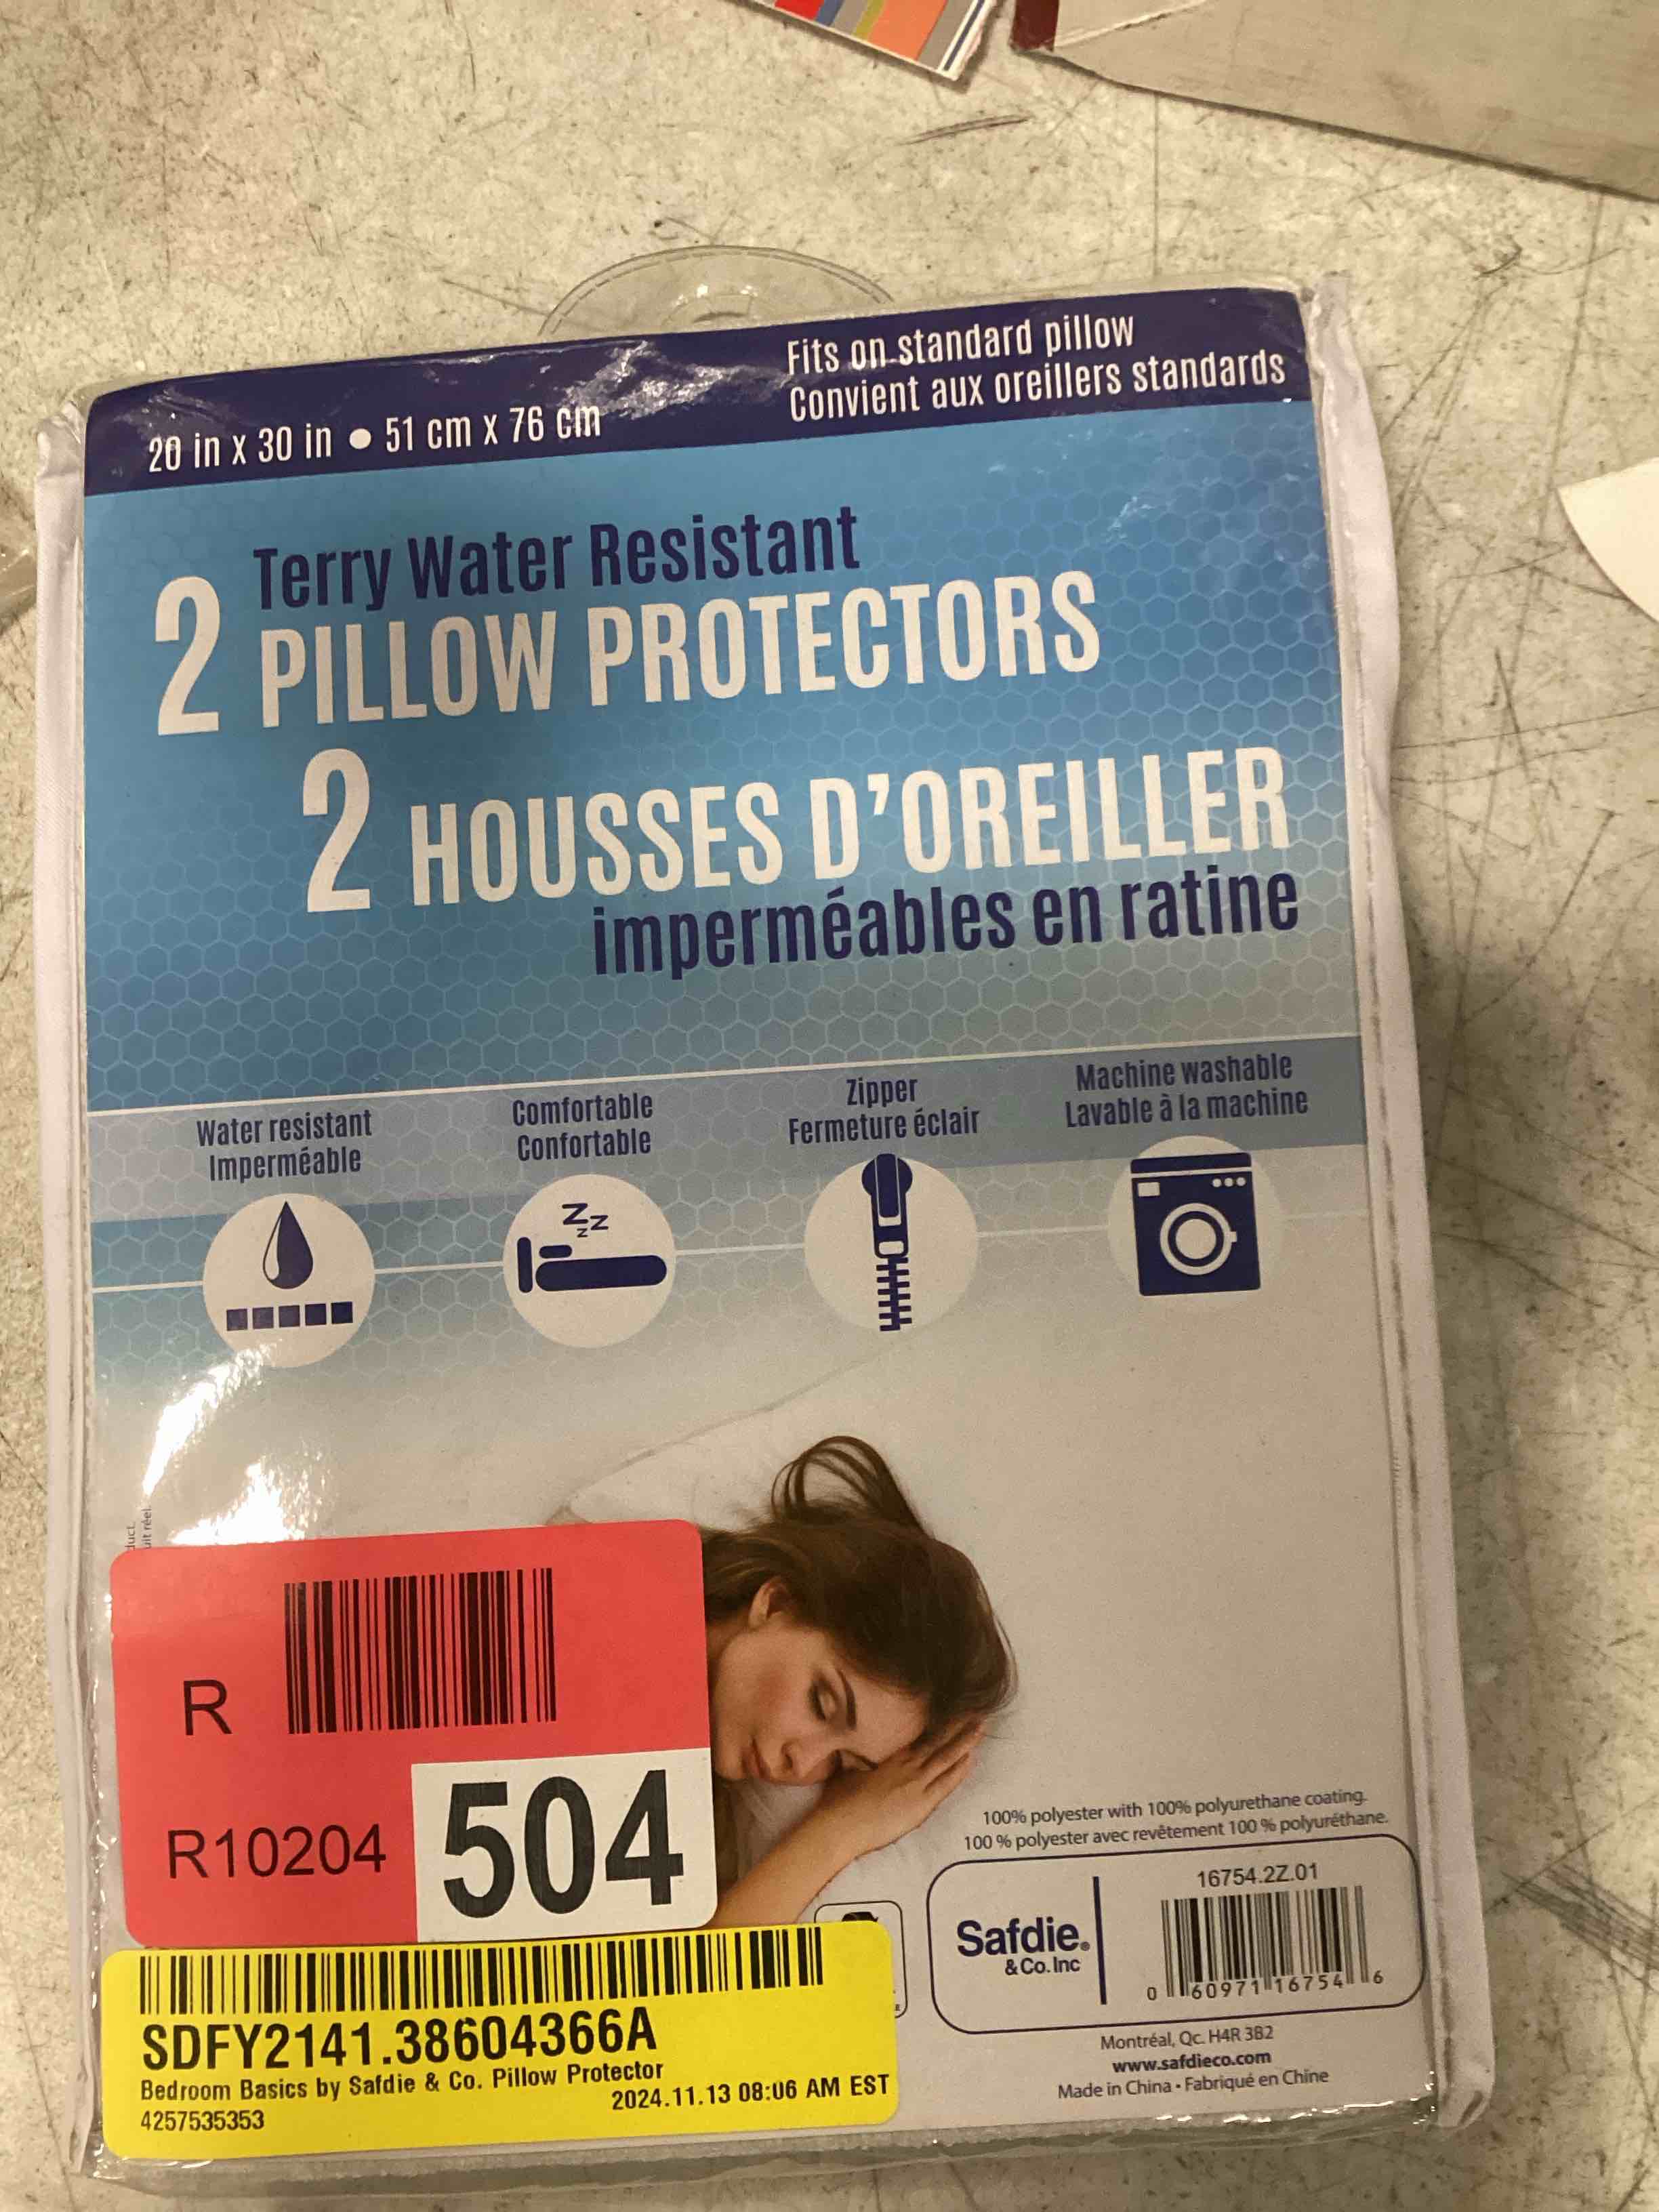 20 in x 30 in • 51 cm x 76 cm
Fits on standard pillow
Convient aux oreillers standards
Terry Water Resistant
2 PILLOW PROTECTORS
2 HOUSSES D'OREILLER
imperméables en ratine
Water resistant
Imperméable
Comfortable
Confortable
Zipper
Fermeture éclair
Machine washable
Lavable à la machine
Zzz
R
R10204
504
100% polyester with 100% polyurethane coating.
100 % polyester avec revêtement 100 % polyuréthane.
Safdie®
& Co. Inc
16754.2Z.01
0 60971 16754 6
Montréal, Qc. H4R 3B2
www.safdieco.com
Made in China • Fabriqué en Chine
SDFY2141.38604366A
Bedroom Basics by Safdie & Co. Pillow Protector
2024.11.13 08:06 AM EST
4257535353